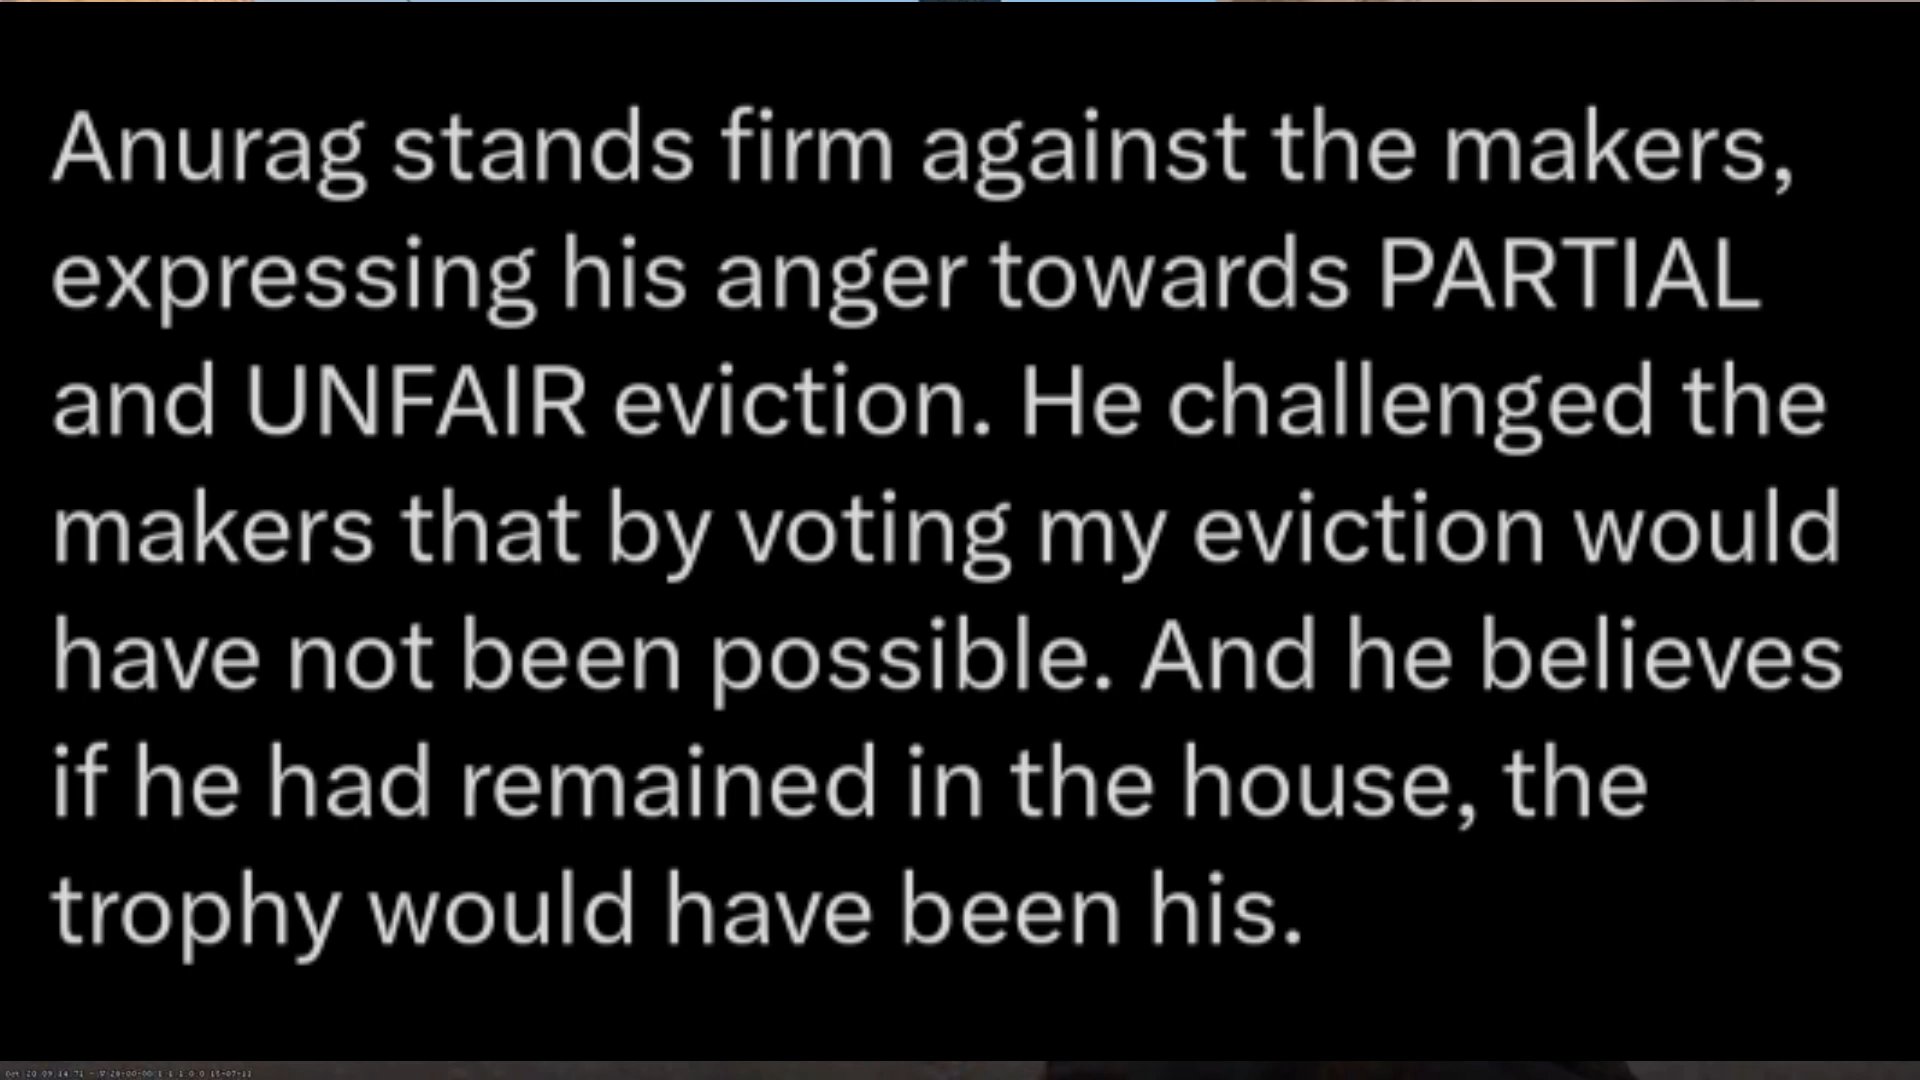 Anurag stands firm against the makers,
expressing his anger towards PARTIAL
and UNFAIR eviction. He challenged the
makers that by voting my eviction would
have not been possible. And he believes
if he had remained in the house, the
trophy would have been his.